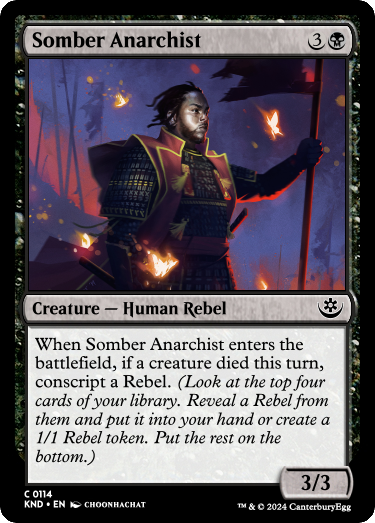 Somber Anarchist 3
Creature — Human Rebel
When Somber Anarchist enters the
battlefield, if a creature died this turn,
conscript a Rebel. (Look at the top four
cards of your library. Reveal a Rebel from
them and put it into your hand or create a
1/1 Rebel token. Put the rest on the
bottom.)
3/3
C 0114
KND • EN CHOONHACHAT
™ & © 2024 CanterburyEgg